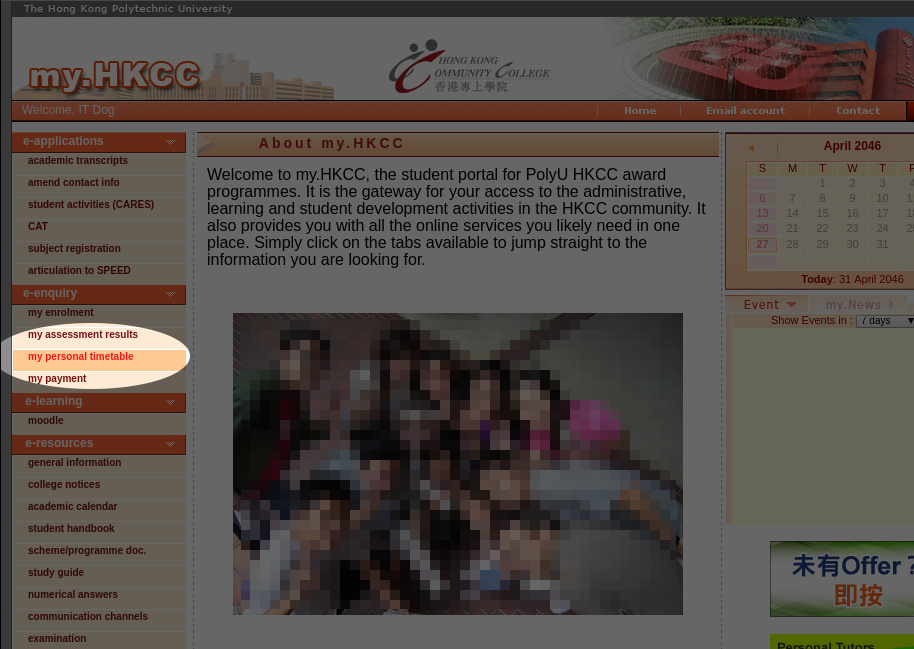 The Hong Kong Polytechnic University
my.HKCC
HONG KONG
COMMUNITY COLLEGE
香港專上學院
Welcome, IT Dog
Home
Email account
Contact
e-applications
academic transcripts
amend contact info
student activities (CARES)
CAT
subject registration
articulation to SPEED
e-enquiry
my enrolment
my assessment results
my personal timetable
my payment
e-learning
moodle
e-resources
general information
college notices
academic calendar
student handbook
scheme/programme doc.
study guide
numerical answers
communication channels
examination
About my.HKCC
Welcome to my.HKCC, the student portal for PolyU HKCC award
programmes. It is the gateway for your access to the administrative,
learning and student development activities in the HKCC community. It
also provides you with all the online services you likely need in one
place. Simply click on the tabs available to jump straight to the
information you are looking for.
April 2046
S M T W T F
1 2 3 4
6 7 8 9 10
13 14 15 16 17
20 21 22 23 24
27 28 29 30 31
Today: 31 April 2046
Event
my.News
Show Events in : 7 days
未有Offer？
即按
Personal Tutors